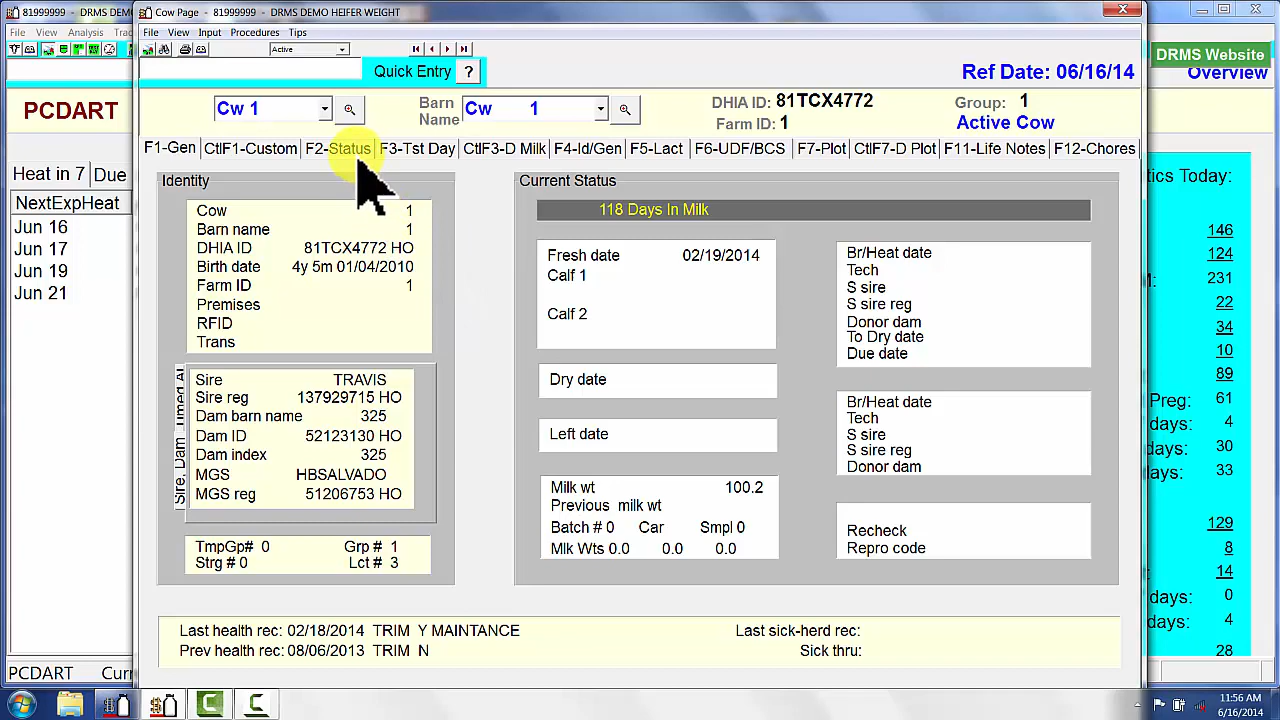 81999999 - DRMS DEMO
Cow Page - 81999999 - DRMS DEMO HEIFER WEIGHT
File View Analysis
File View Input Procedures Tips
Active
DRMS Website
Overview
Quick Entry ?
Ref Date: 06/16/14
PCDART
Cw 1
Barn Name
Cw 1
DHIA ID: 81TCX4772
Farm ID: 1
Group: 1
Active Cow
F1-Gen CtlF1-Custom F2-Status F3-Tst Day CtlF3-D Milk F4-Id/Gen F5-Lact F6-UDF/BCS F7-Plot CtlF7-D Plot F11-Life Notes F12-Chores
Heat in 7 Due
NextExpHeat
Jun 16
Jun 17
Jun 19
Jun 21
Identity
Cow 1
Barn name 1
DHIA ID 81TCX4772 HO
Birth date 4y 5m 01/04/2010
Farm ID 1
Premises
RFID
Trans
Sire, Dam
Sire TRAVIS
Sire reg 137929715 HO
Dam barn name 325
Dam ID 52123130 HO
Dam index 325
MGS HBSALVADO
MGS reg 51206753 HO
TmpGp# 0 Grp # 1
Strg # 0 Lct # 3
Current Status
118 Days In Milk
Fresh date 02/19/2014
Calf 1
Calf 2
Dry date
Left date
Milk wt 100.2
Previous milk wt
Batch # 0 Car Smpl 0
Mlk Wts 0.0 0.0 0.0
Br/Heat date
Tech
S sire
S sire reg
Donor dam
To Dry date
Due date
Br/Heat date
Tech
S sire
S sire reg
Donor dam
Recheck
Repro code
Last health rec: 02/18/2014 TRIM Y MAINTANCE
Prev health rec: 08/06/2013 TRIM N
Last sick-herd rec:
Sick thru:
tics Today:
146
124
231
22
34
10
89
Preg: 61
days: 4
30
33
129
8
14
days: 0
4
28
PCDART
11:56 AM
6/16/2014